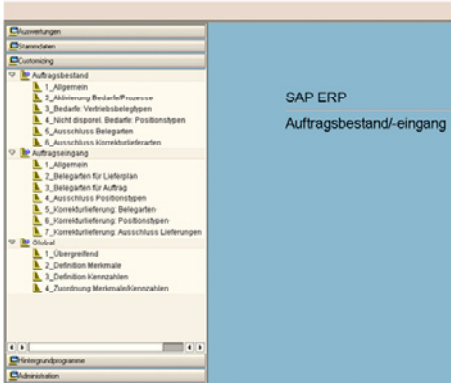 Auswertungen
Stammdaten
Customizing
Auftragsbestand
1_Allgemein
2_Aktivierung Bedarfe/Prozesse
3_Bedarfe: Vertriebsbelegtypen
4_Nicht disporel. Bedarfe: Positionstypen
5_Ausschluss Belegarten
6_Ausschluss Korrekturlieferarten
Auftragseingang
1_Allgemein
2_Belegarten für Lieferplan
3_Belegarten für Auftrag
4_Ausschluss Positionstypen
5_Korrekturlieferung: Belegarten
6_Korrekturlieferung: Positionstypen
7_Korrekturlieferung: Ausschluss Lieferungen
Global
1_Übergreifend
2_Definition Merkmale
3_Definition Kennzahlen
4_Zuordnung Merkmale/Kennzahlen
Hintergrundprogramme
Administration
SAP ERP
Auftragsbestand/-eingang